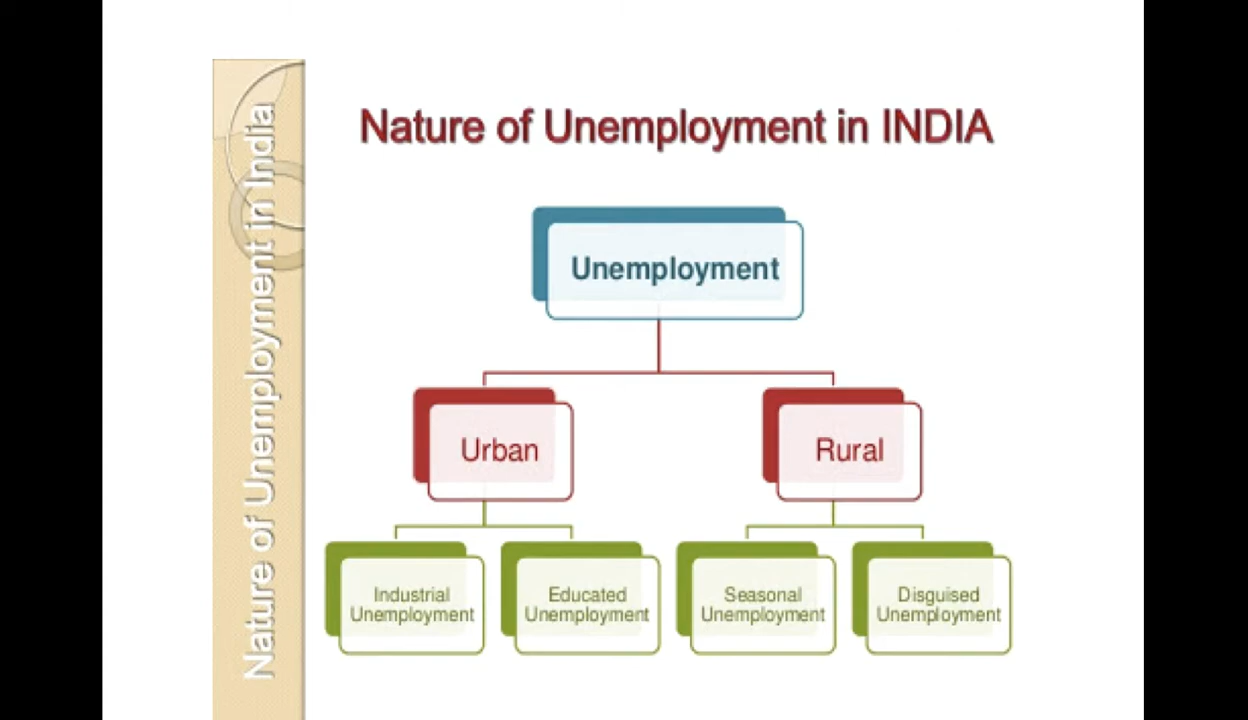 Nature of Unemployment in India
Nature of Unemployment in INDIA
Unemployment
Urban
Rural
Industrial
Unemployment
Educated
Unemployment
Seasonal
Unemployment
Disguised
Unemployment